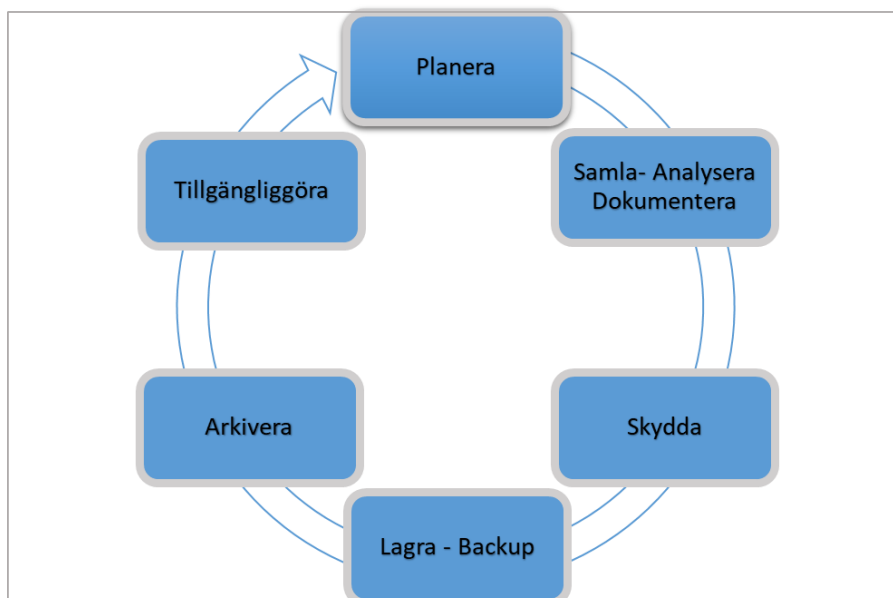 Planera
Samla- Analysera
Dokumentera
Skydda
Lagra - Backup
Arkivera
Tillgängliggöra